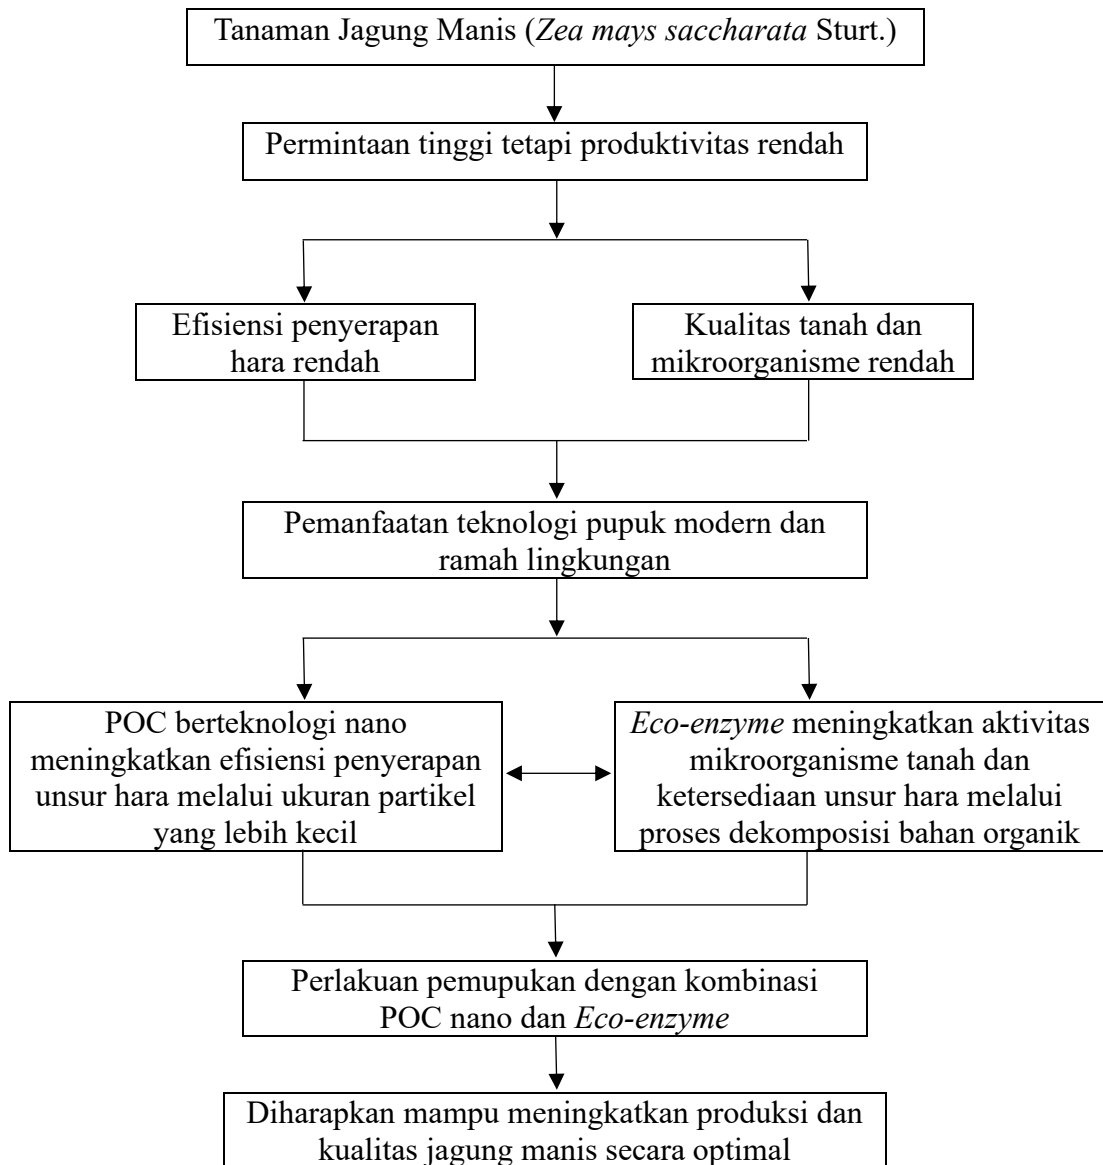 Tanaman Jagung Manis (Zea mays saccharata Sturt.)
Permintaan tinggi tetapi produktivitas rendah
Efisiensi penyerapan
hara rendah
Kualitas tanah dan
mikroorganisme rendah
Pemanfaatan teknologi pupuk modern dan
ramah lingkungan
POC berteknologi nano
meningkatkan efisiensi penyerapan
unsur hara melalui ukuran partikel
yang lebih kecil
Eco-enzyme meningkatkan aktivitas
mikroorganisme tanah dan
ketersediaan unsur hara melalui
proses dekomposisi bahan organik
Perlakuan pemupukan dengan kombinasi
POC nano dan Eco-enzyme
Diharapkan mampu meningkatkan produksi dan
kualitas jagung manis secara optimal